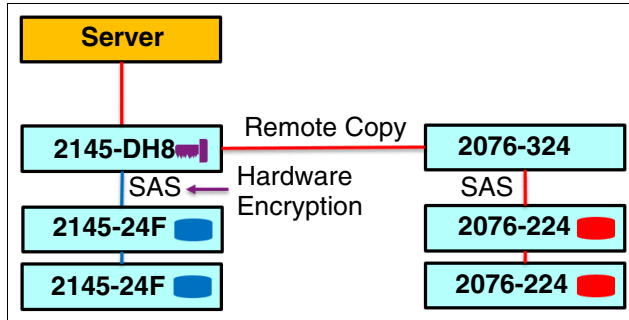 Server
Remote Copy
2145-DH8
2076-324
SAS
Hardware
Encryption
SAS
2145-24F
2076-224
2145-24F
2076-224